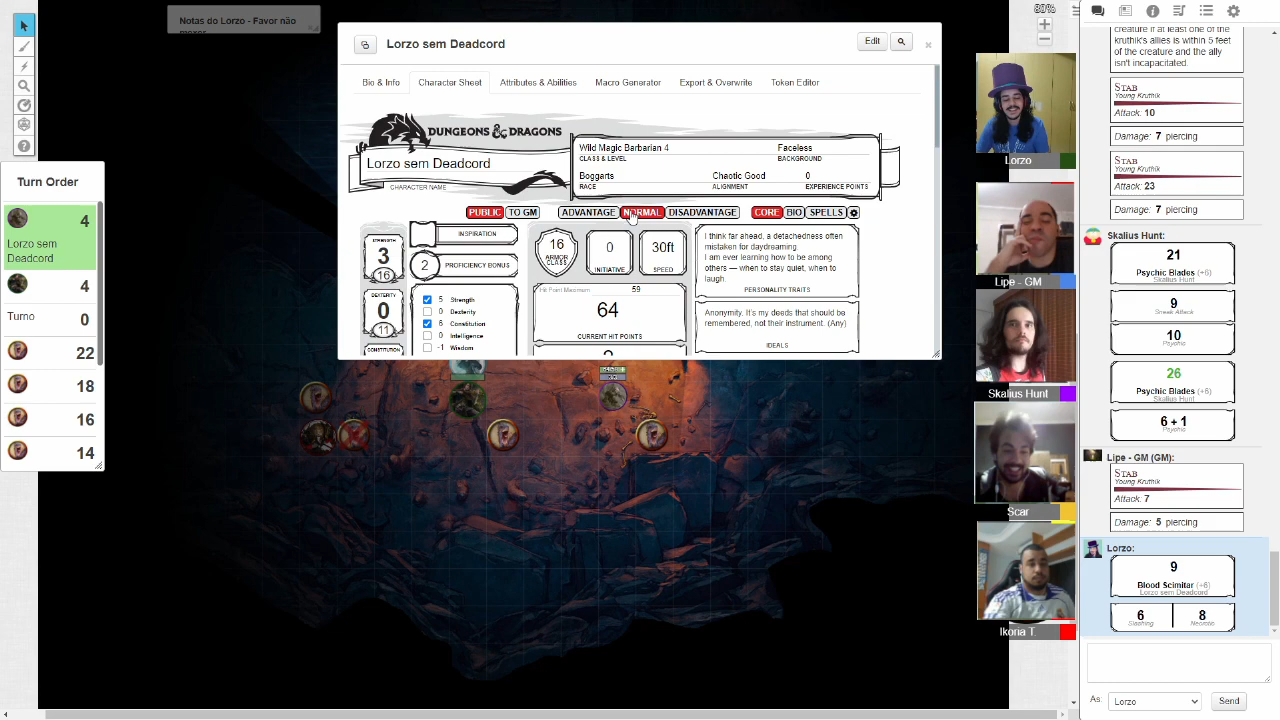 Notas do Lorzo - Favor não
mexer
80%
Turn Order
4
Lorzo sem
Deadcord
4
Turno
0
22
18
16
14
Lorzo sem Deadcord
Edit
Bio & Info
Character Sheet
Attributes & Abilities
Macro Generator
Export & Overwrite
Token Editor
DUNGEONS & DRAGONS
Lorzo sem Deadcord
CHARACTER NAME
Wild Magic Barbarian 4
Faceless
CLASS & LEVEL
BACKGROUND
Boggarts
Chaotic Good
0
RACE
ALIGNMENT
EXPERIENCE POINTS
PUBLIC
TO GM
ADVANTAGE
NORMAL
DISADVANTAGE
CORE
BIO
SPELLS
STRENGTH
3
16
DEXTERITY
0
11
CONSTITUTION
INSPIRATION
2
PROFICIENCY BONUS
5 Strength
0 Dexterity
6 Constitution
0 Intelligence
-1 Wisdom
16
ARMOR
CLASS
0
INITIATIVE
30ft
SPEED
Hit Point Maximum
59
64
CURRENT HIT POINTS
I think far ahead, a detachedness often
mistaken for daydreaming.
I am ever learning how to be among
others — when to stay quiet, when to
laugh.
PERSONALITY TRAITS
Anonymity. It's my deeds that should be
remembered, not their instrument. (Any)
IDEALS
Lorzo
Lipe - GM
Skalius Hunt
Scar
Ikoria T.
creature if at least one of the
kruthik's allies is within 5 feet
of the creature and the ally
isn't incapacitated.
STAB
Young Kruthik
Attack: 10
Damage: 7 piercing
STAB
Young Kruthik
Attack: 23
Damage: 7 piercing
Skalius Hunt:
21
Psychic Blades (+6)
Skalius Hunt
9
Sneak Attack
10
Psychic
26
Psychic Blades (+6)
Skalius Hunt
6 + 1
Psychic
Lipe - GM (GM):
STAB
Young Kruthik
Attack: 7
Damage: 5 piercing
Lorzo:
9
Blood Scimitar (+6)
Lorzo sem Deadcord
6
Slashing
8
Necrotic
As:
Lorzo
Send